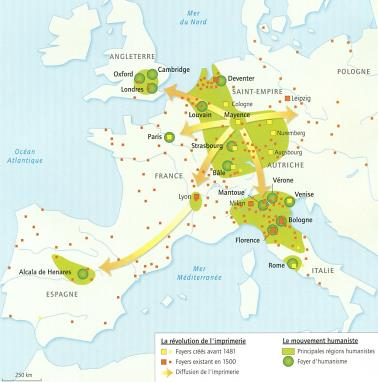 Mer
du Nord
ANGLETERRE
POLOGNE
Oxford
Cambridge
Londres
Deventer
SAINT-EMPIRE
Leipzig
Cologne
Louvain
Mayence
Paris
Nuremberg
Strasbourg
Augsbourg
Océan
Atlantique
Bâle
AUTRICHE
FRANCE
Vérone
Mantoue
Lyon
Milan
Venise
Bologne
Florence
Alcala de Henares
Mer
Méditerranée
Rome
ITALIE
ESPAGNE
La révolution de l'imprimerie
Foyers créés avant 1481
Foyers existant en 1500
Diffusion de l'imprimerie
Le mouvement humaniste
Principales régions humanistes
Foyer d'humanisme
250 km